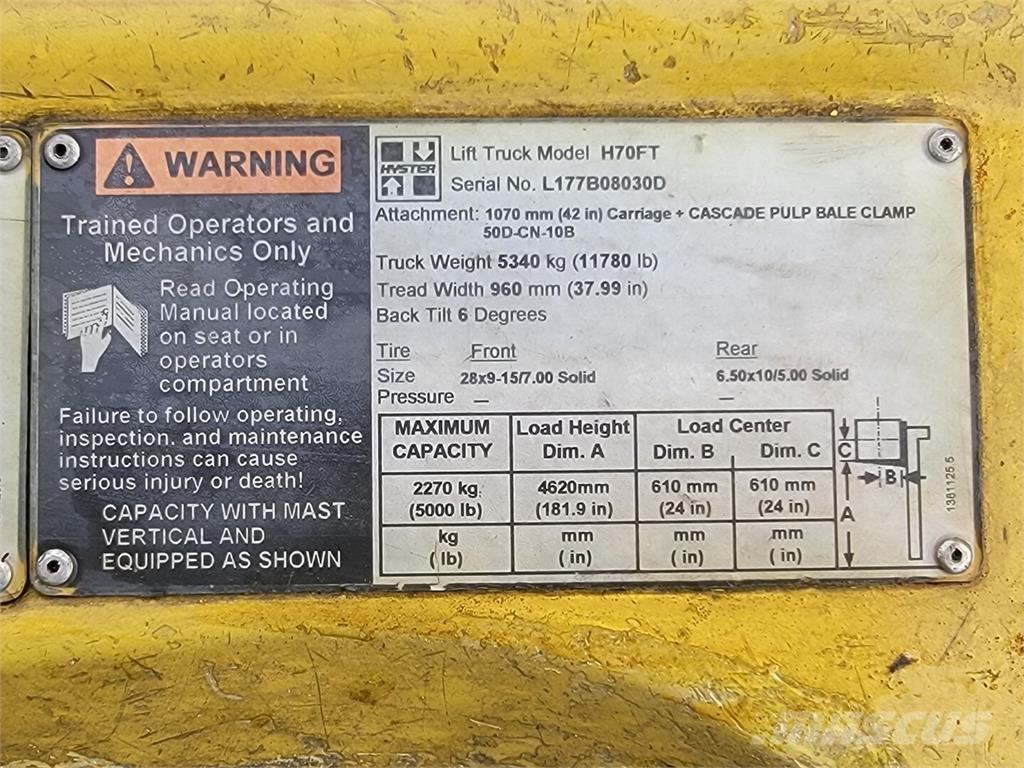 WARNING
Trained Operators and
Mechanics Only
Read Operating
Manual located
on seat or in
operators
compartment
Failure to follow operating,
inspection, and maintenance
instructions can cause
serious injury or death!
CAPACITY WITH MAST
VERTICAL AND
EQUIPPED AS SHOWN
HYSTER
Lift Truck Model H70FT
Serial No. L177B08030D
Attachment: 1070 mm (42 in) Carriage + CASCADE PULP BALE CLAMP
50D-CN-10B
Truck Weight 5340 kg (11780 lb)
Tread Width 960 mm (37.99 in)
Back Tilt 6 Degrees
Tire Front Rear
Size 28x9-15/7.00 Solid 6.50x10/5.00 Solid
Pressure — —
MAXIMUM Load Height Load Center
CAPACITY Dim. A Dim. B Dim. C
2270 kg 4620mm 610 mm 610 mm
(5000 lb) (181.9 in) (24 in) (24 in)
kg mm mm mm
(lb) (in) (in) (in)
C
B
A
1381125.5
MASCUS